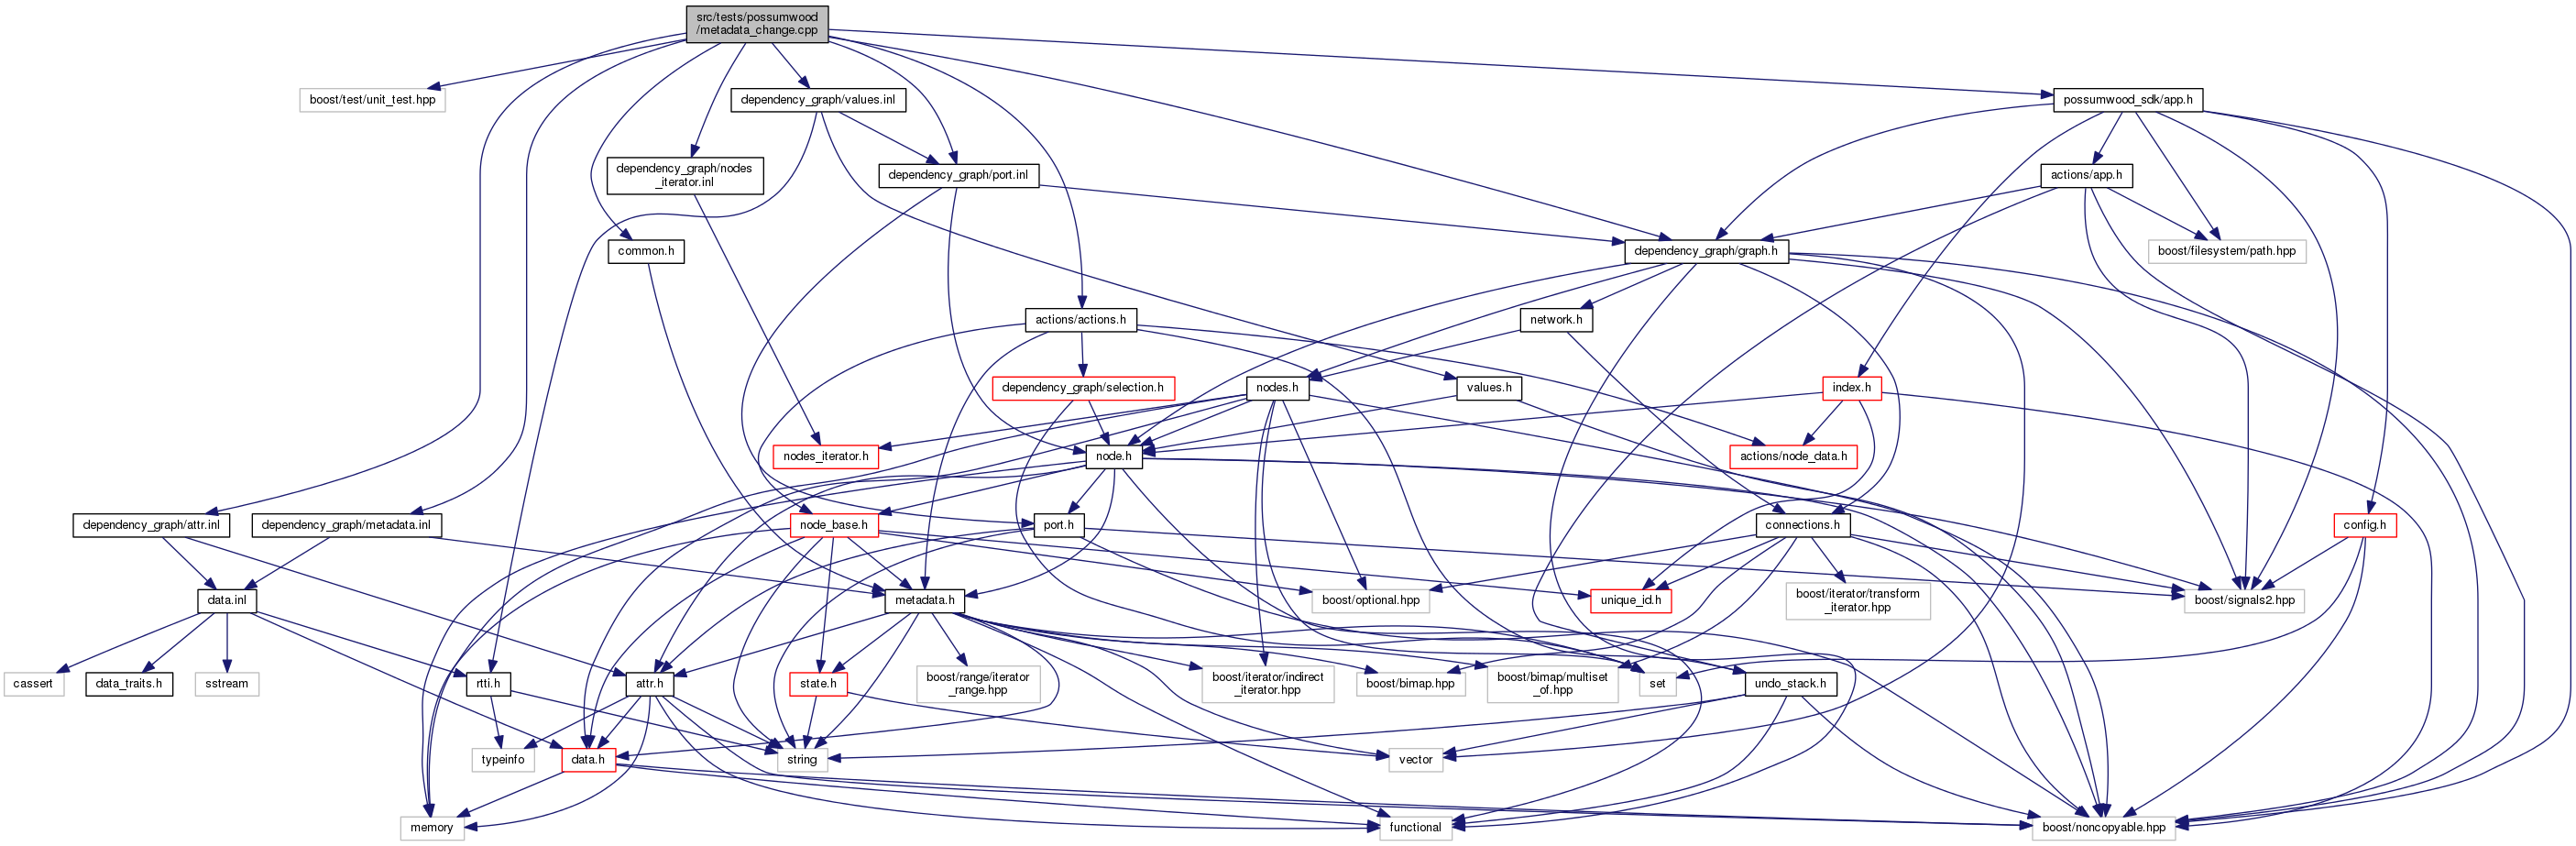 src/tests/possumwood
/metadata_change.cpp
boost/test/unit_test.hpp
dependency_graph/values.inl
possumwood_sdk/app.h
dependency_graph/nodes
_iterator.inl
dependency_graph/port.inl
actions/app.h
common.h
dependency_graph/graph.h
boost/filesystem/path.hpp
actions/actions.h
network.h
dependency_graph/selection.h
nodes.h
values.h
index.h
nodes_iterator.h
node.h
actions/node_data.h
dependency_graph/attr.inl
dependency_graph/metadata.inl
node_base.h
port.h
connections.h
config.h
data.inl
metadata.h
boost/optional.hpp
unique_id.h
boost/iterator/transform
_iterator.hpp
boost/signals2.hpp
cassert
data_traits.h
sstream
rtti.h
attr.h
state.h
boost/range/iterator
_range.hpp
boost/iterator/indirect
_iterator.hpp
boost/bimap.hpp
boost/bimap/multiset
_of.hpp
set
undo_stack.h
typeinfo
data.h
string
vector
memory
functional
boost/noncopyable.hpp